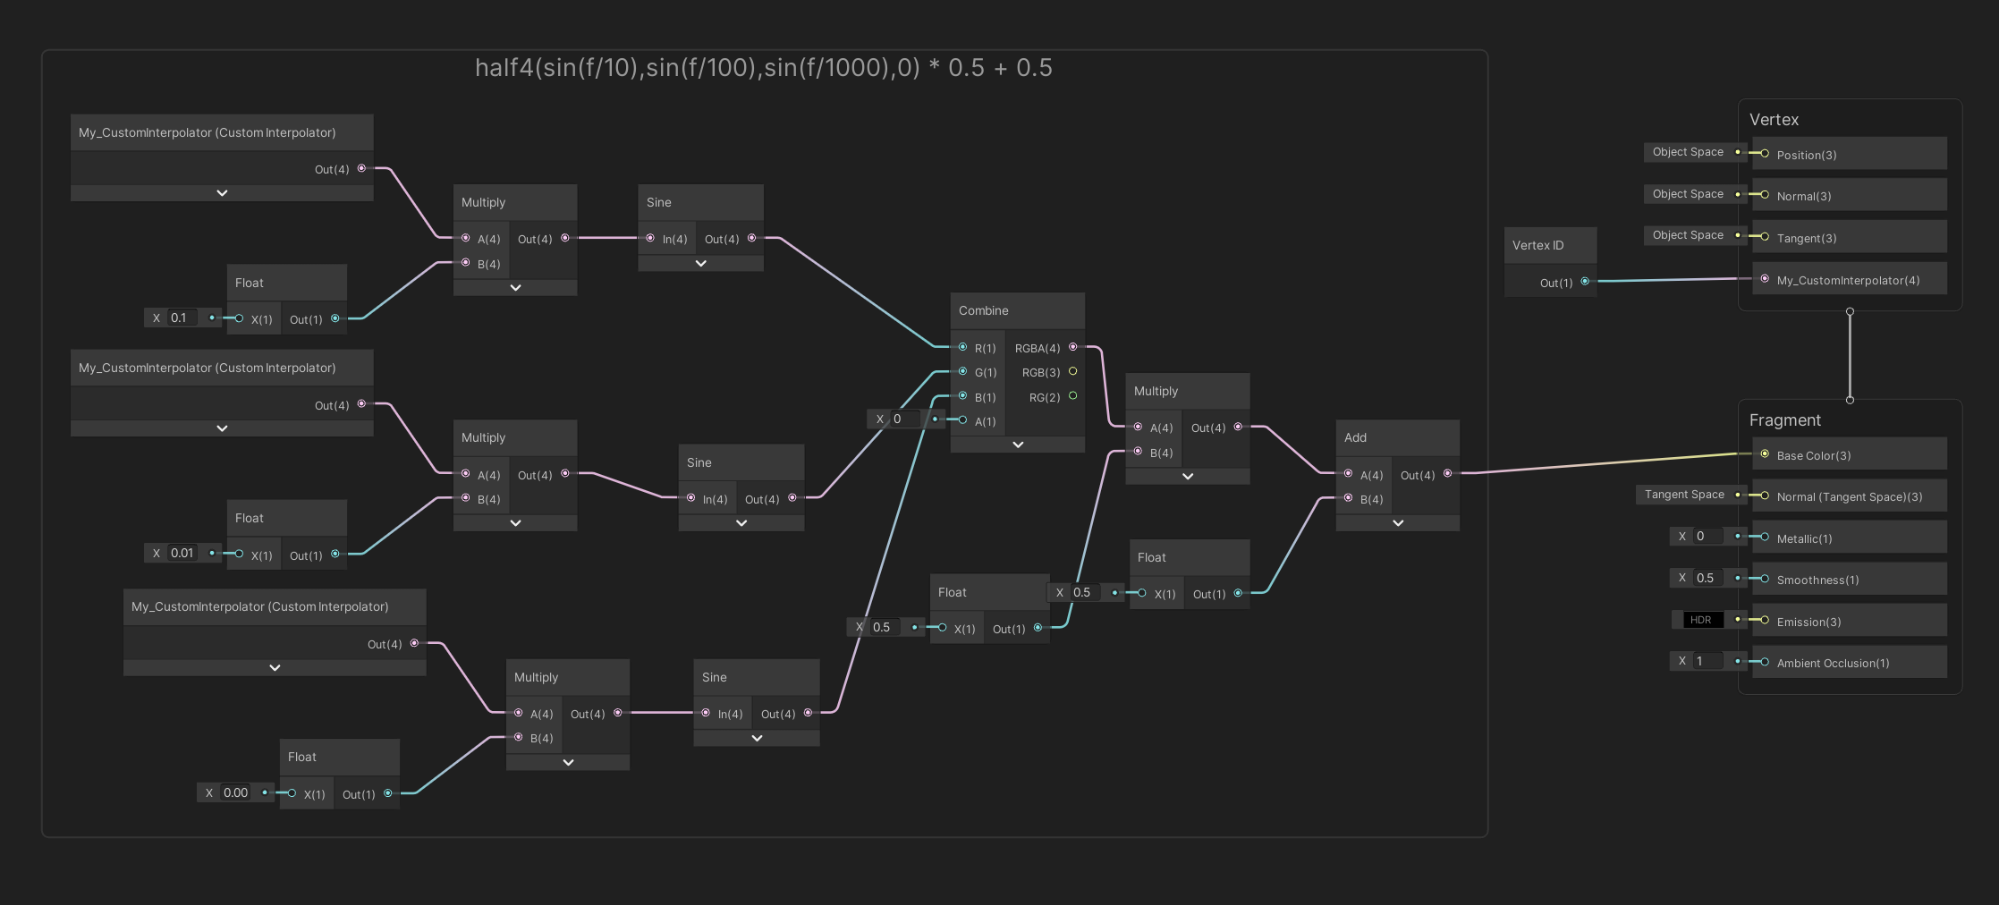 half4(sin(f/10),sin(f/100),sin(f/1000),0) * 0.5 + 0.5
My_CustomInterpolator (Custom Interpolator)
Out(4)
Float
X 0.1
X(1) Out(1)
Multiply
A(4) Out(4)
B(4)
Sine
In(4) Out(4)
My_CustomInterpolator (Custom Interpolator)
Out(4)
Float
X 0.01
X(1) Out(1)
Multiply
A(4) Out(4)
B(4)
Sine
In(4) Out(4)
My_CustomInterpolator (Custom Interpolator)
Out(4)
Float
X 0.00
X(1) Out(1)
Multiply
A(4) Out(4)
B(4)
Sine
In(4) Out(4)
Combine
R(1) RGBA(4)
G(1) RGB(3)
B(1) RG(2)
X 0
A(1)
Float
X 0.5
X(1) Out(1)
Multiply
A(4) Out(4)
B(4)
Float
X 0.5
X(1) Out(1)
Add
A(4) Out(4)
B(4)
Vertex ID
Out(1)
Vertex
Object Space Position(3)
Object Space Normal(3)
Object Space Tangent(3)
My_CustomInterpolator(4)
Fragment
Base Color(3)
Tangent Space Normal (Tangent Space)(3)
X 0 Metallic(1)
X 0.5 Smoothness(1)
HDR Emission(3)
X 1 Ambient Occlusion(1)